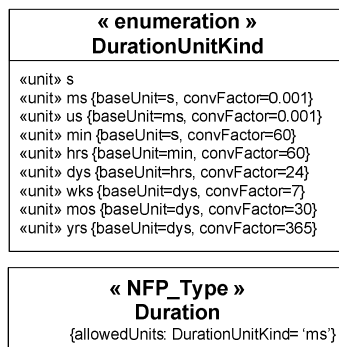 « enumeration »
DurationUnitKind
«unit» s
«unit» ms {baseUnit=s, convFactor=0.001}
«unit» us {baseUnit=ms, convFactor=0.001}
«unit» min {baseUnit=s, convFactor=60}
«unit» hrs {baseUnit=min, convFactor=60}
«unit» dys {baseUnit=hrs, convFactor=24}
«unit» wks {baseUnit=dys, convFactor=7}
«unit» mos {baseUnit=dys, convFactor=30}
«unit» yrs {baseUnit=dys, convFactor=365}
« NFP_Type »
Duration
{allowedUnits: DurationUnitKind= ‘ms’}